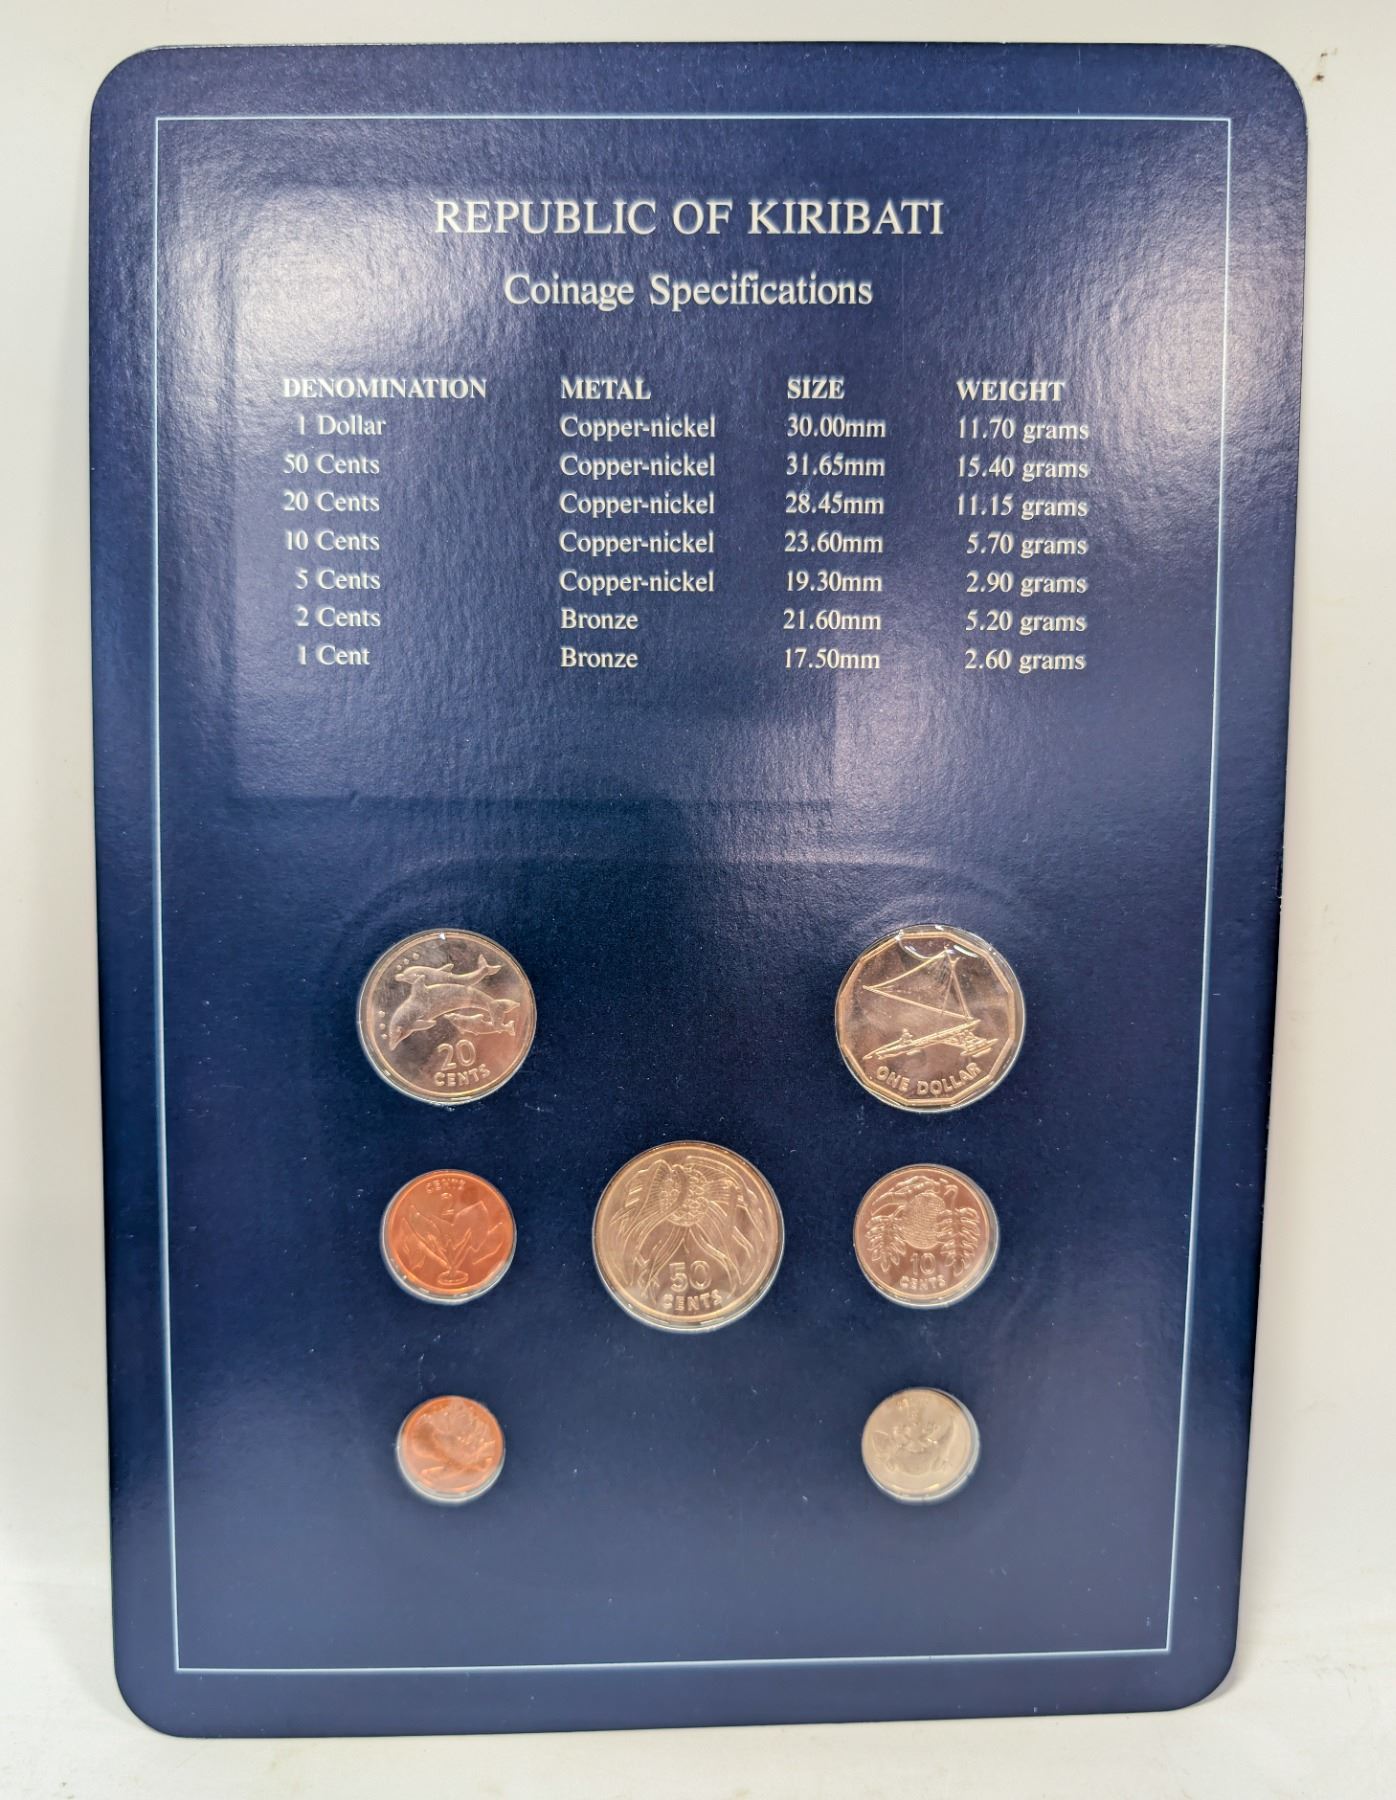 REPUBLIC OF KIRIBATI
Coinage Specifications
DENOMINATION METAL SIZE WEIGHT
1 Dollar Copper-nickel 30.00mm 11.70 grams
50 Cents Copper-nickel 31.65mm 15.40 grams
20 Cents Copper-nickel 28.45mm 11.15 grams
10 Cents Copper-nickel 23.60mm 5.70 grams
5 Cents Copper-nickel 19.30mm 2.90 grams
2 Cents Bronze 21.60mm 5.20 grams
1 Cent Bronze 17.50mm 2.60 grams
20
CENTS
ONE DOLLAR
CENTS
2
50
CENTS
10
CENTS